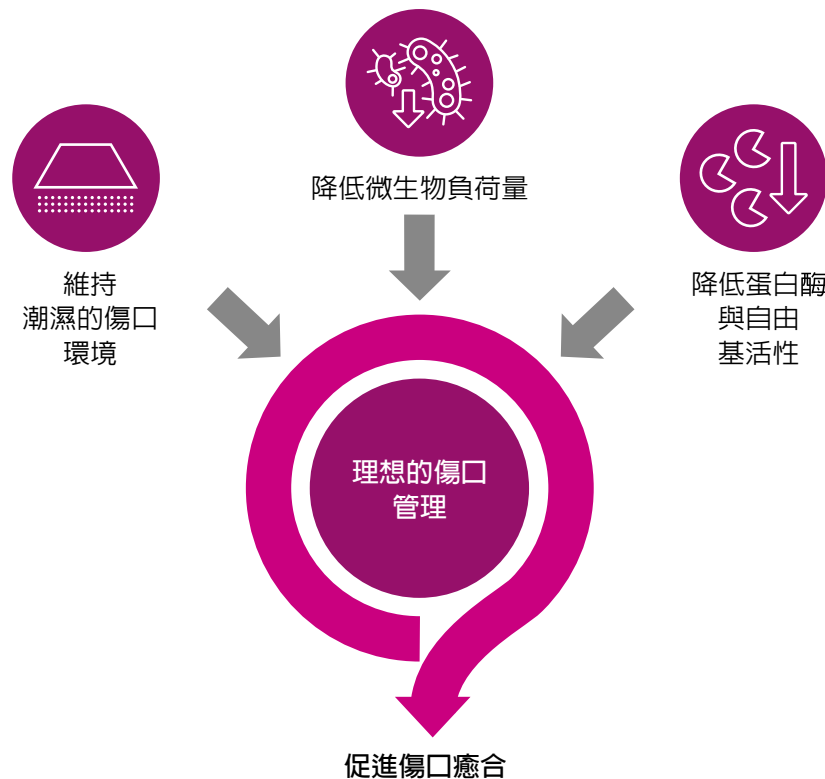 降低微生物負荷量
維持
潮濕的傷口
環境
降低蛋白酶
與自由
基活性
理想的傷口
管理
促進傷口癒合